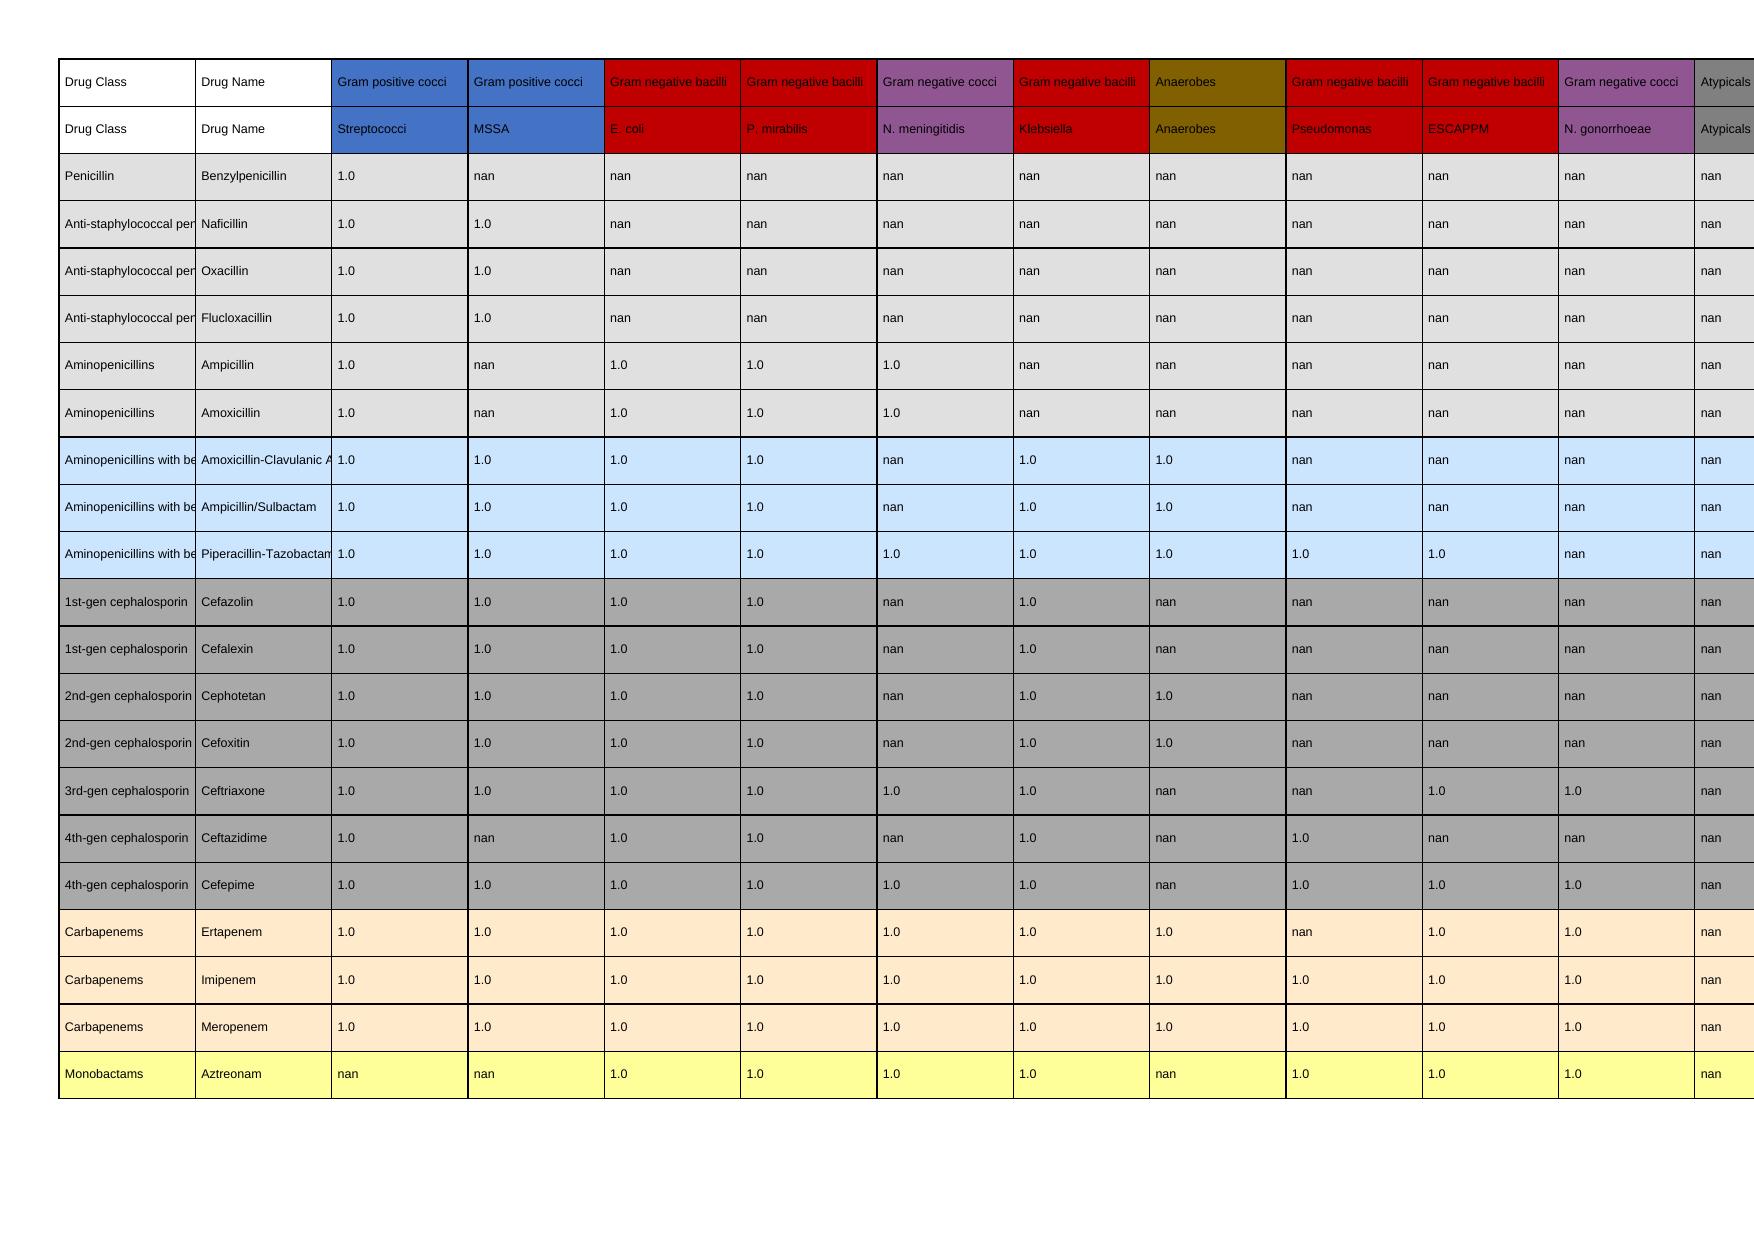 Drug Class Drug Name Gram positive cocci Gram positive cocci Gram negative bacilli Gram negative bacilli Gram negative cocci Gram negative bacilli Anaerobes Gram negative bacilli Gram negative bacilli Gram negative cocci Atypicals
Drug Class Drug Name Streptococci MSSA E. coli P. mirabilis N. meningitidis Klebsiella Anaerobes Pseudomonas ESCAPPM N. gonorrhoeae Atypicals
Penicillin Benzylpenicillin 1.0 nan nan nan nan nan nan nan nan nan nan
Anti-staphylococcal per Naficillin 1.0 1.0 nan nan nan nan nan nan nan nan nan
Anti-staphylococcal per Oxacillin 1.0 1.0 nan nan nan nan nan nan nan nan nan
Anti-staphylococcal per Flucloxacillin 1.0 1.0 nan nan nan nan nan nan nan nan nan
Aminopenicillins Ampicillin 1.0 nan 1.0 1.0 1.0 nan nan nan nan nan nan
Aminopenicillins Amoxicillin 1.0 nan 1.0 1.0 1.0 nan nan nan nan nan nan
Aminopenicillins with be Amoxicillin-Clavulanic A 1.0 1.0 1.0 1.0 nan 1.0 1.0 nan nan nan nan
Aminopenicillins with be Ampicillin/Sulbactam 1.0 1.0 1.0 1.0 nan 1.0 1.0 nan nan nan nan
Aminopenicillins with be Piperacillin-Tazobactam 1.0 1.0 1.0 1.0 1.0 1.0 1.0 1.0 1.0 nan nan
1st-gen cephalosporin Cefazolin 1.0 1.0 1.0 1.0 nan 1.0 nan nan nan nan nan
1st-gen cephalosporin Cefalexin 1.0 1.0 1.0 1.0 nan 1.0 nan nan nan nan nan
2nd-gen cephalosporin Cephotetan 1.0 1.0 1.0 1.0 nan 1.0 1.0 nan nan nan nan
2nd-gen cephalosporin Cefoxitin 1.0 1.0 1.0 1.0 nan 1.0 1.0 nan nan nan nan
3rd-gen cephalosporin Ceftriaxone 1.0 1.0 1.0 1.0 1.0 1.0 nan nan 1.0 1.0 nan
4th-gen cephalosporin Ceftazidime 1.0 nan 1.0 1.0 nan 1.0 nan 1.0 nan nan nan
4th-gen cephalosporin Cefepime 1.0 1.0 1.0 1.0 1.0 1.0 nan 1.0 1.0 1.0 nan
Carbapenems Ertapenem 1.0 1.0 1.0 1.0 1.0 1.0 1.0 nan 1.0 1.0 nan
Carbapenems Imipenem 1.0 1.0 1.0 1.0 1.0 1.0 1.0 1.0 1.0 1.0 nan
Carbapenems Meropenem 1.0 1.0 1.0 1.0 1.0 1.0 1.0 1.0 1.0 1.0 nan
Monobactams Aztreonam nan nan 1.0 1.0 1.0 1.0 nan 1.0 1.0 1.0 nan